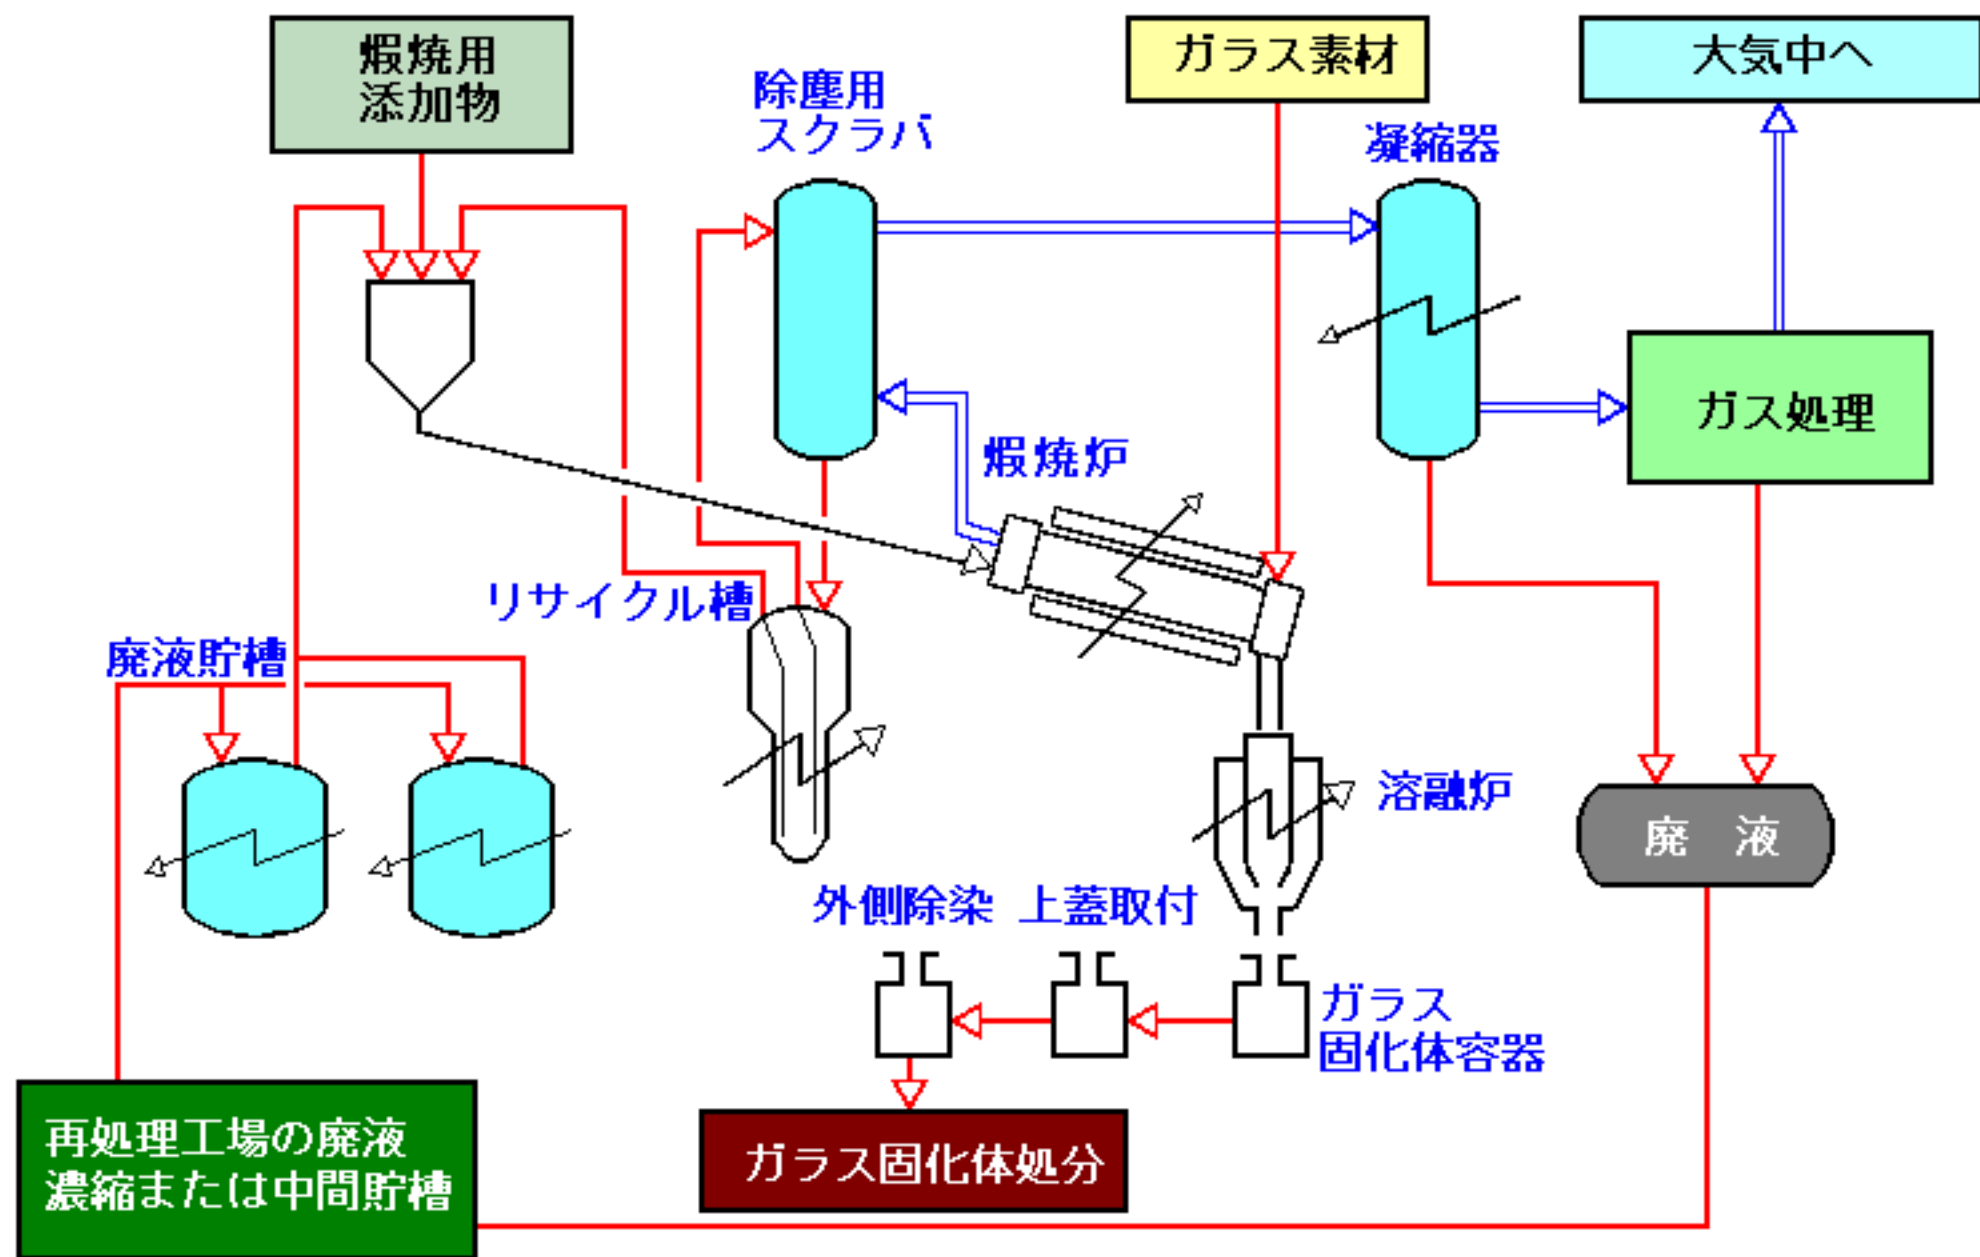 煆焼用
添加物
除塵用
スクラバ
ガラス素材
大気中へ
凝縮器
ガス処理
煆焼炉
リサイクル槽
廃液貯槽
溶融炉
廃 液
外側除染
上蓋取付
ガラス
固化体容器
再処理工場の廃液
濃縮または中間貯槽
ガラス固化体処分